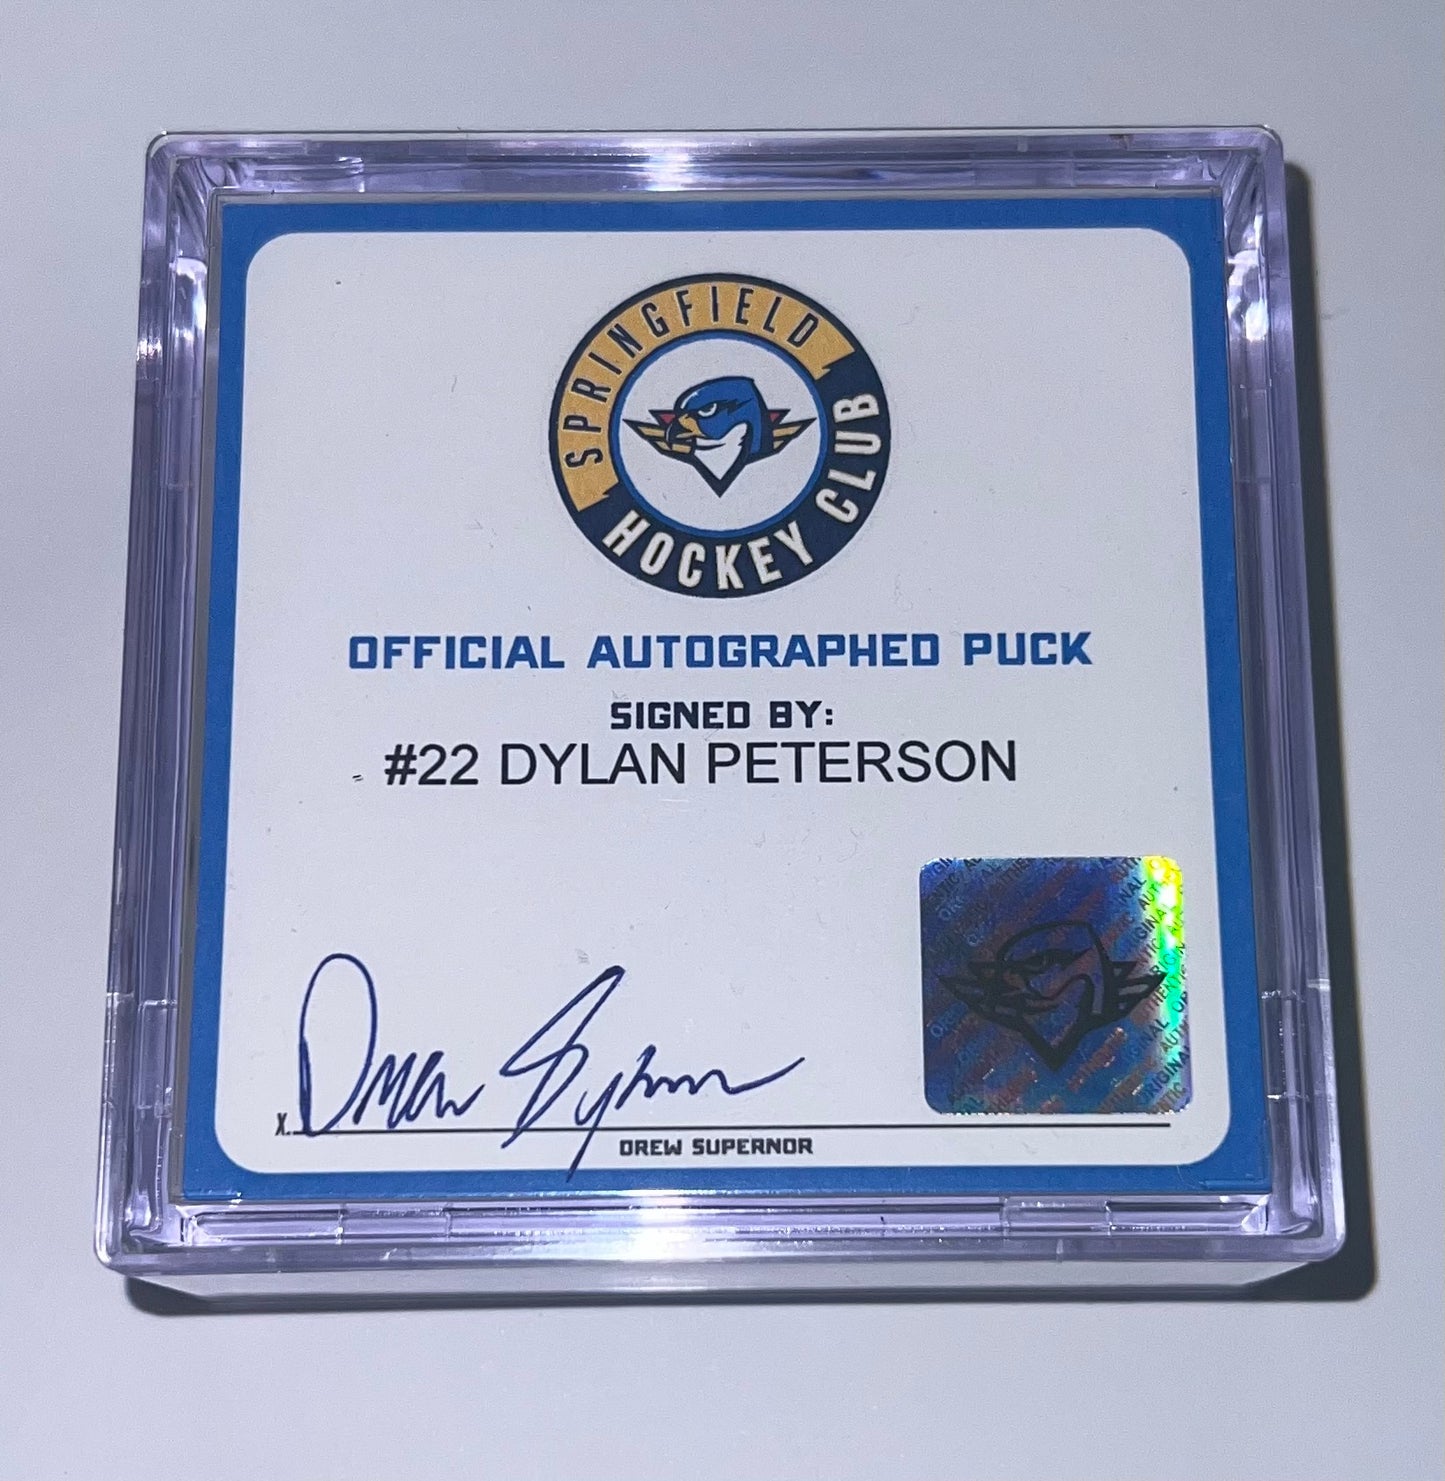 SPRINGFIELD
HOCKEY CLUB
OFFICIAL AUTOGRAPHED PUCK
SIGNED BY:
#22 DYLAN PETERSON
X
DREW SUPERNOR